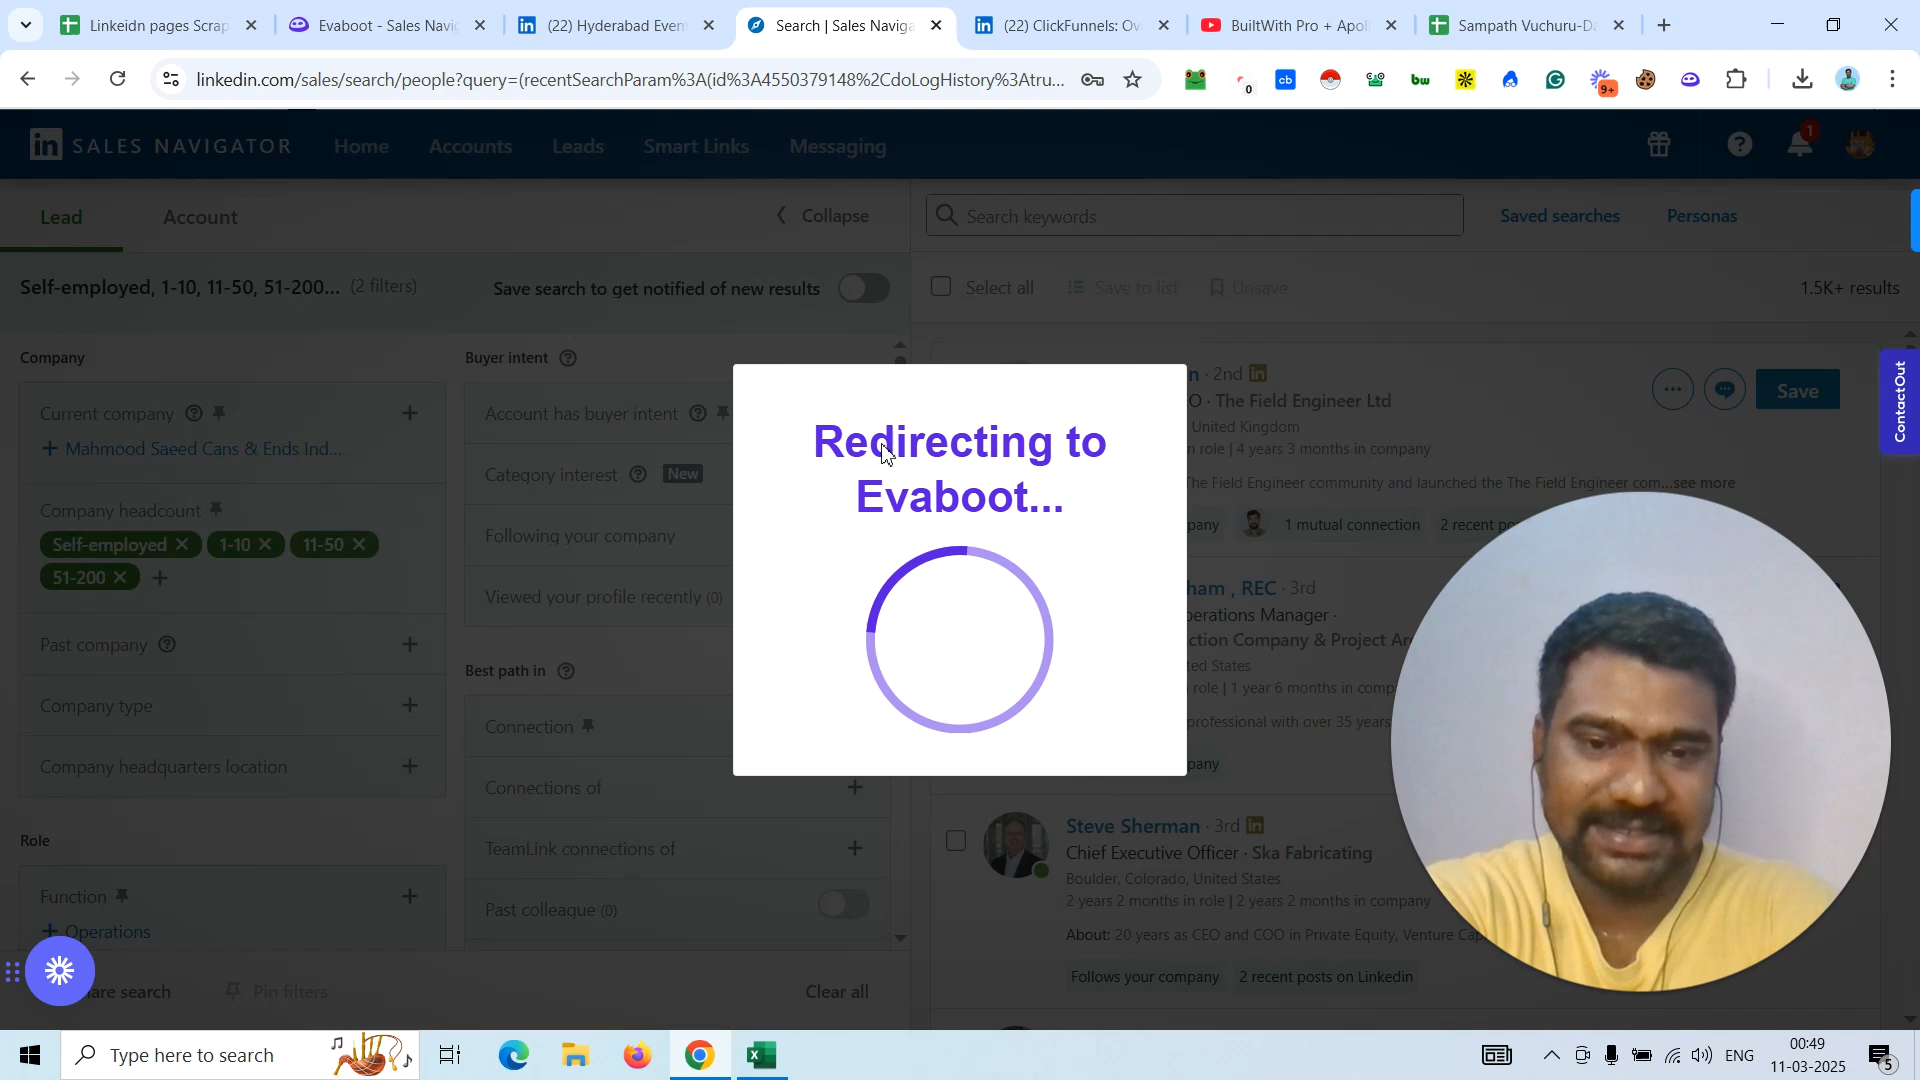 Linkeidn pages Scrap
Evaboot - Sales Navig
(22) Hyderabad Even
Search | Sales Naviga
(22) ClickFunnels: Ov
BuiltWith Pro + Apol
Sampath Vuchuru-Da
linkedin.com/sales/search/people?query=(recentSearchParam%3A(id%3A4550379148%2CdoLogHistory%3Atru...
0
cb
bw
9+
in SALES NAVIGATOR
Home
Accounts
Leads
Smart Links
Messaging
1
Lead
Account
Collapse
Search keywords
Saved searches
Personas
Self-employed, 1-10, 11-50, 51-200... (2 filters)
Save search to get notified of new results
Select all
Save to list
Unsave
1.5K+ results
Company
Current company
+ Mahmood Saeed Cans & Ends Ind...
Company headcount
Self-employed
1-10
11-50
51-200
Past company
Company type
Company headquarters location
Role
Function
+ Operations
Buyer intent
Account has buyer intent
Category interest
New
Following your company
Viewed your profile recently (0)
Best path in
Connection
Connections of
TeamLink connections of
Past colleague (0)
are search
Pin filters
Clear all
Redirecting to
Evaboot...
n · 2nd
EO · The Field Engineer Ltd
United Kingdom
n role | 4 years 3 months in company
The Field Engineer community and launched the The Field Engineer com...see more
pany
1 mutual connection
2 recent po
Save
ContactOut
ham , REC · 3rd
perations Manager ·
ction Company & Project Ar
ted States
role | 1 year 6 months in comp
professional with over 35 years
pany
Steve Sherman · 3rd
Chief Executive Officer · Ska Fabricating
Boulder, Colorado, United States
2 years 2 months in role | 2 years 2 months in company
About: 20 years as CEO and COO in Private Equity, Venture Cap
Follows your company
2 recent posts on Linkedin
Type here to search
ENG
00:49
11-03-2025
5